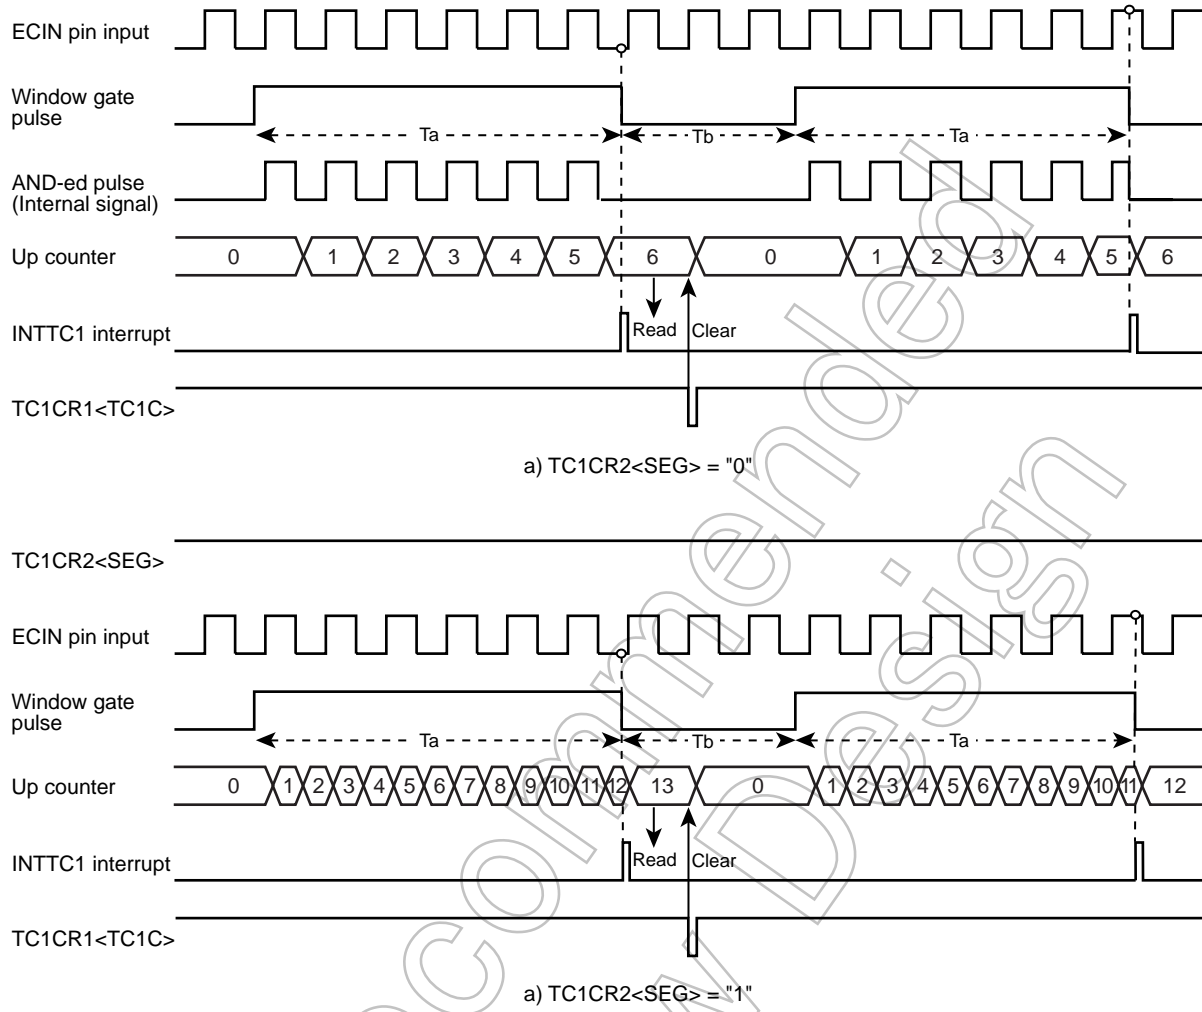 ECIN pin input
Window gate
pulse
Ta Tb Ta
AND-ed pulse
(Internal signal)
Up counter 0 1 2 3 4 5 6 0 1 2 3 4 5 6
Read Clear
INTTC1 interrupt
TC1CR1<TC1C>
a) TC1CR2<SEG> = "0"
TC1CR2<SEG>
ECIN pin input
Window gate
pulse
Ta Tb Ta
Up counter 0 1 2 3 4 5 6 7 8 9 10 11 12 13 0 1 2 3 4 5 6 7 8 9 10 11 12
Read Clear
INTTC1 interrupt
TC1CR1<TC1C>
a) TC1CR2<SEG> = "1"